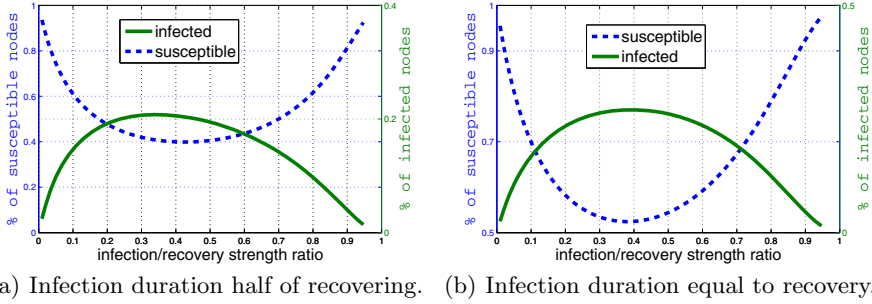 infected
susceptible
% of susceptible nodes
% of infected nodes
1
0.8
0.6
0.4
0.2
0
0.4
0.2
0
0 0.1 0.2 0.3 0.4 0.5 0.6 0.7 0.8 0.9 1
infection/recovery strength ratio
a) Infection duration half of recovering.
susceptible
infected
% of susceptible nodes
% of infected nodes
1
0.9
0.7
0.5
0.5
0
0 0.1 0.2 0.3 0.4 0.5 0.6 0.7 0.8 0.9 1
infection/recovery strength ratio
(b) Infection duration equal to recovery.